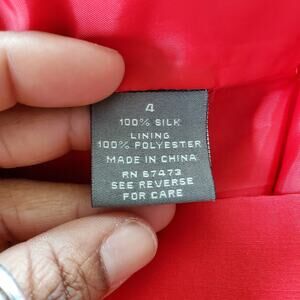 4
100% SILK
LINING
100% POLYESTER
MADE IN CHINA
RN 67473
SEE REVERSE
FOR CARE